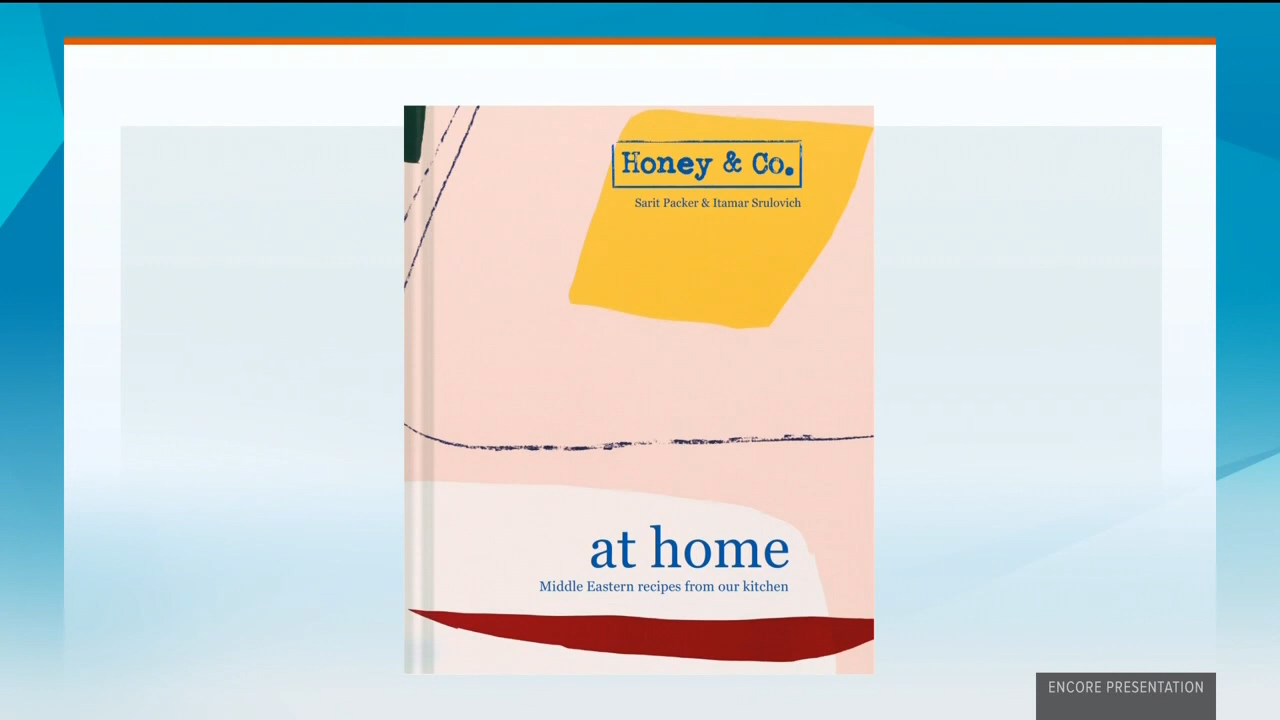 Honey & Co.
Sarit Packer & Itamar Srulovich
at home
Middle Eastern recipes from our kitchen
ENCORE PRESENTATION